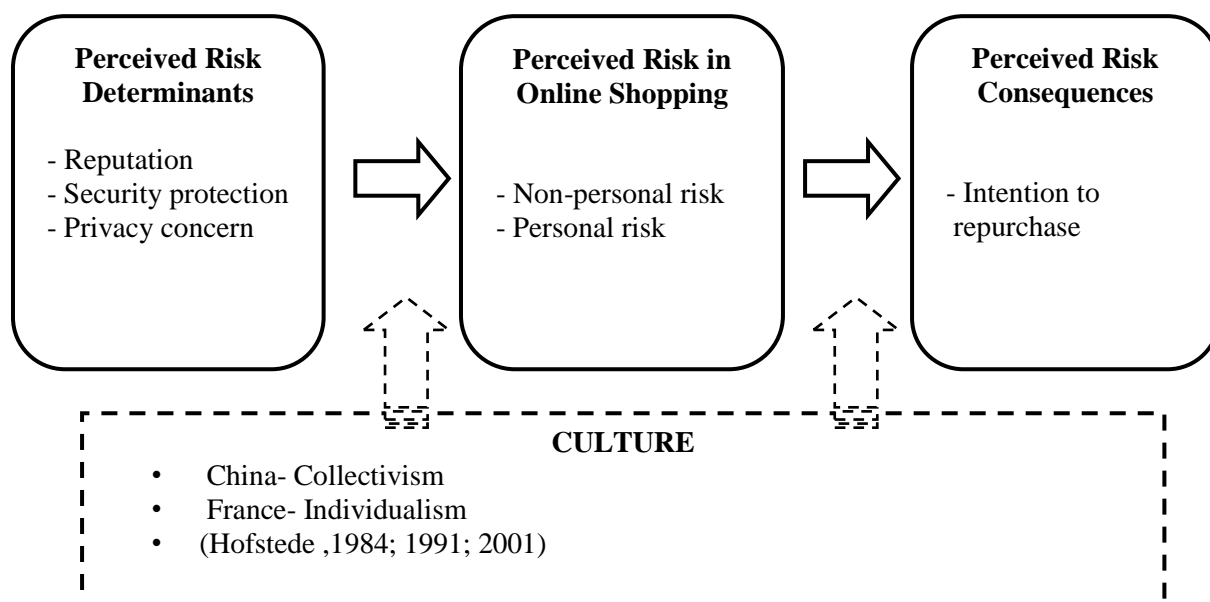 Perceived Risk
Determinants
- Reputation
- Security protection
- Privacy concern
Perceived Risk in
Online Shopping
- Non-personal risk
- Personal risk
Perceived Risk
Consequences
- Intention to
repurchase
CULTURE
• China- Collectivism
• France- Individualism
• (Hofstede ,1984; 1991; 2001)